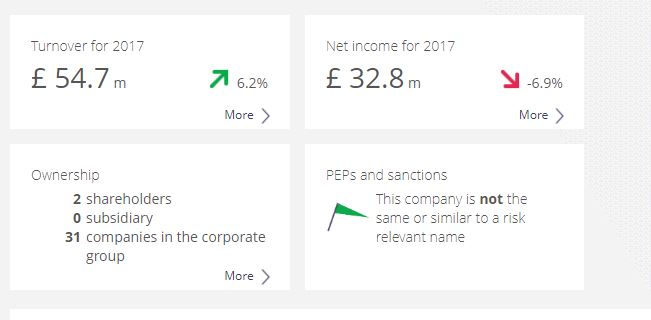 Turnover for 2017
£ 54.7 m
6.2%
More
Net income for 2017
£ 32.8 m
-6.9%
More
Ownership
2 shareholders
0 subsidiary
31 companies in the corporate
group
More
PEPs and sanctions
This company is not the
same or similar to a risk
relevant name